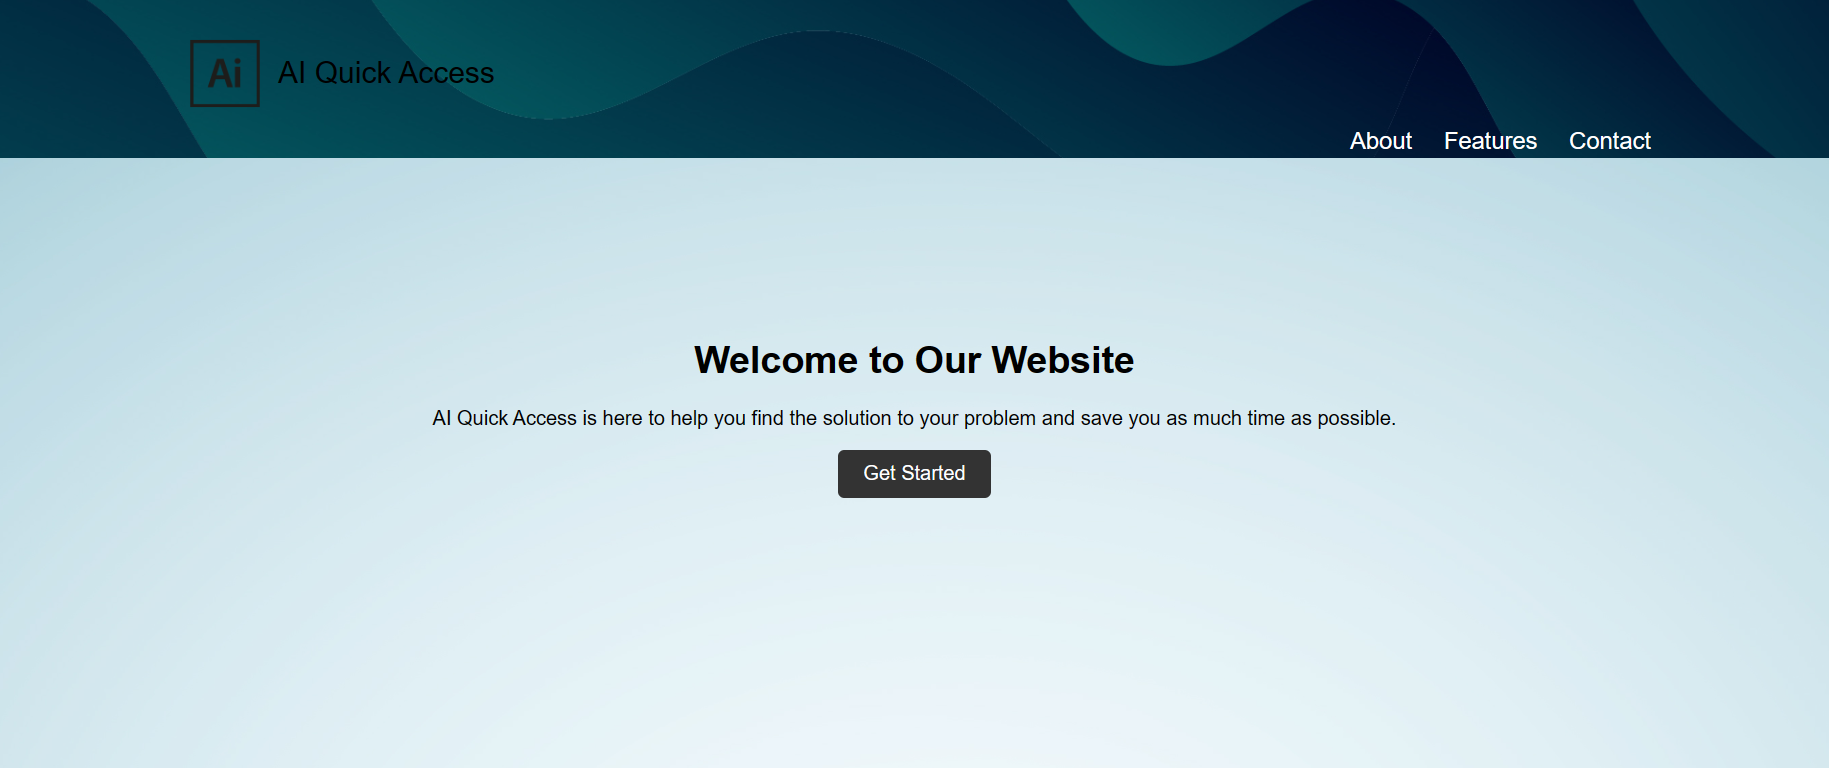 Ai
AI Quick Access
About Features Contact
Welcome to Our Website
AI Quick Access is here to help you find the solution to your problem and save you as much time as possible.
Get Started